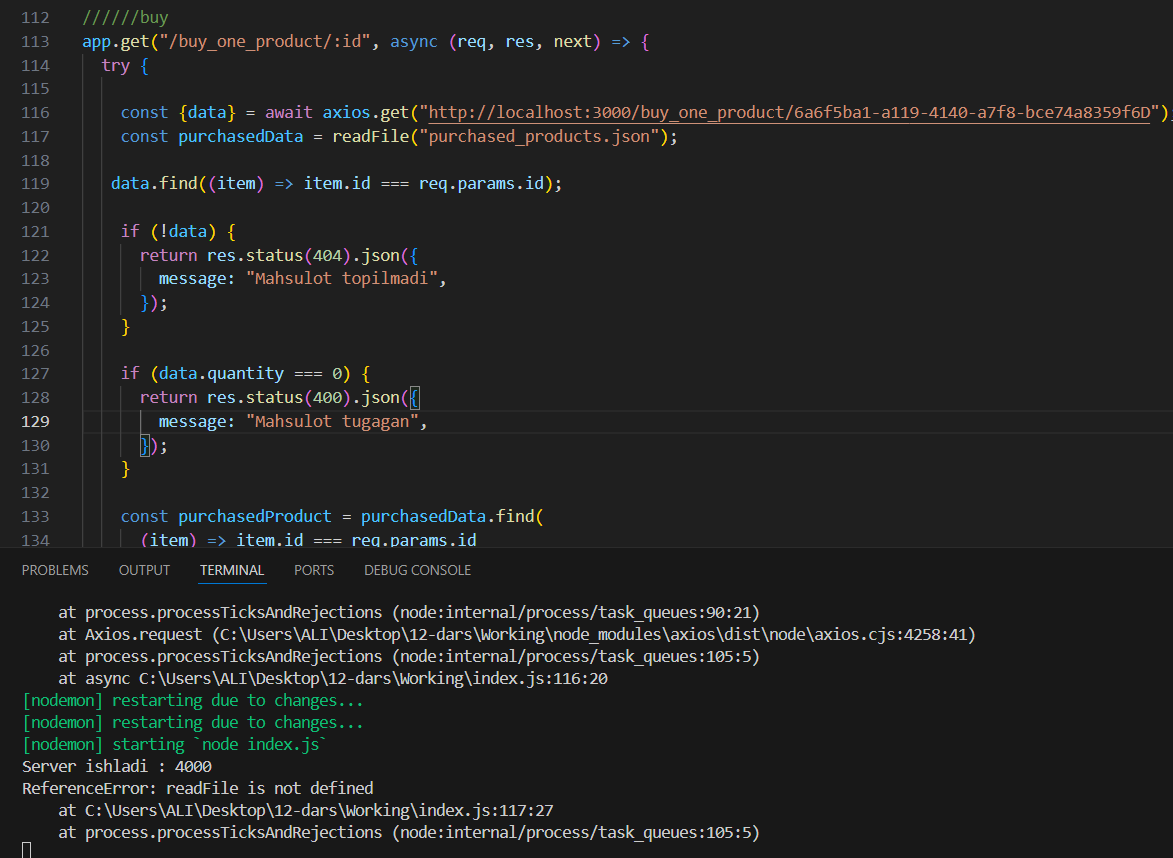 112 //////buy
113 app.get("/buy_one_product/:id", async (req, res, next) => {
114 try {
115
116 const {data} = await axios.get("http://localhost:3000/buy_one_product/6a6f5ba1-a119-4140-a7f8-bce74a8359f6D")
117 const purchasedData = readFile("purchased_products.json");
118
119 data.find((item) => item.id === req.params.id);
120
121 if (!data) {
122 return res.status(404).json({
123 message: "Mahsulot topilmadi",
124 });
125 }
126
127 if (data.quantity === 0) {
128 return res.status(400).json({
129 message: "Mahsulot tugagan",
130 });
131 }
132
133 const purchasedProduct = purchasedData.find(
134 (item) => item.id === req.params.id
PROBLEMS OUTPUT TERMINAL PORTS DEBUG CONSOLE
at process.processTicksAndRejections (node:internal/process/task_queues:90:21)
at Axios.request (C:\Users\ALI\Desktop\12-dars\Working\node_modules\axios\dist\node\axios.cjs:4258:41)
at process.processTicksAndRejections (node:internal/process/task_queues:105:5)
at async C:\Users\ALI\Desktop\12-dars\Working\index.js:116:20
[nodemon] restarting due to changes...
[nodemon] restarting due to changes...
[nodemon] starting `node index.js`
Server ishladi : 4000
ReferenceError: readFile is not defined
at C:\Users\ALI\Desktop\12-dars\Working\index.js:117:27
at process.processTicksAndRejections (node:internal/process/task_queues:105:5)